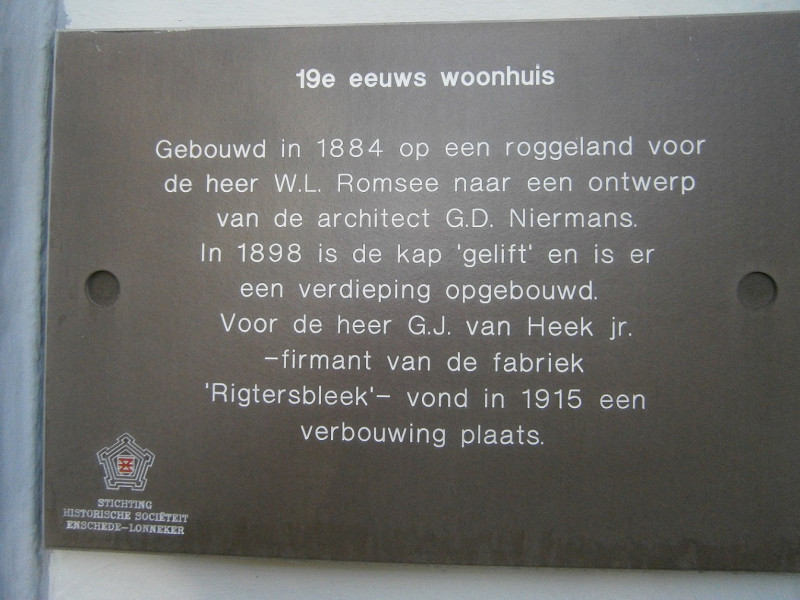 19e eeuws woonhuis
Gebouwd in 1884 op een roggeland voor
de heer W.L. Romsee naar een ontwerp
van de architect G.D. Niermans.
In 1898 is de kap 'gelift' en is er
een verdieping opgebouwd.
Voor de heer G.J. van Heek jr.
-firmant van de fabriek
'Rigtersbleek'- vond in 1915 een
verbouwing plaats.
STICHTING
HISTORISCHE SOCIËTEIT
ENSCHEDE-LONNEKER